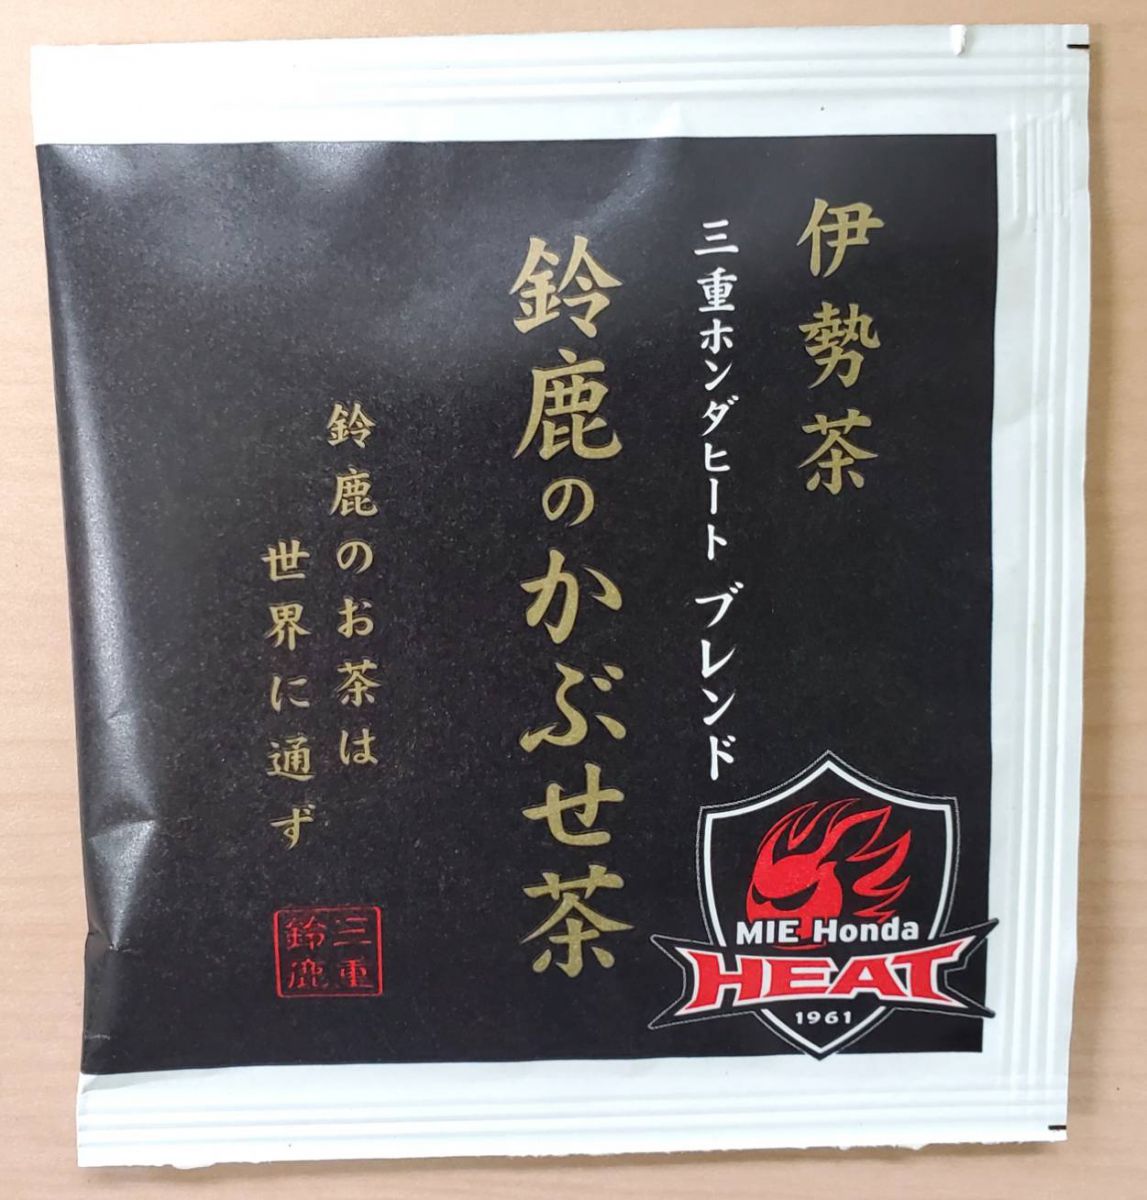 伊勢茶
三重ホンダヒート ブレンド
鈴鹿のかぶせ茶
鈴鹿のお茶は
世界に通ず
三重
鈴鹿
MIE Honda
HEAT
1961